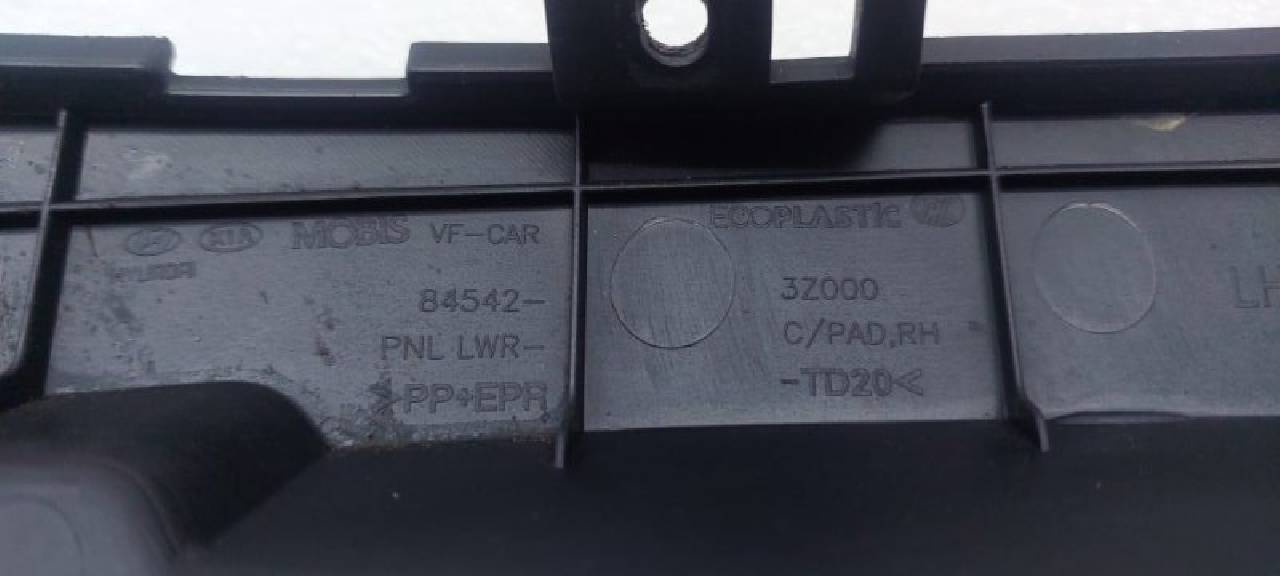 KIA MOBIS VF-CAR
HYUNDAI
84542-
PNL LWR-
>PP+EPR
ECOPLASTIC
3Z000
C/PAD,RH
-TD20<
LH